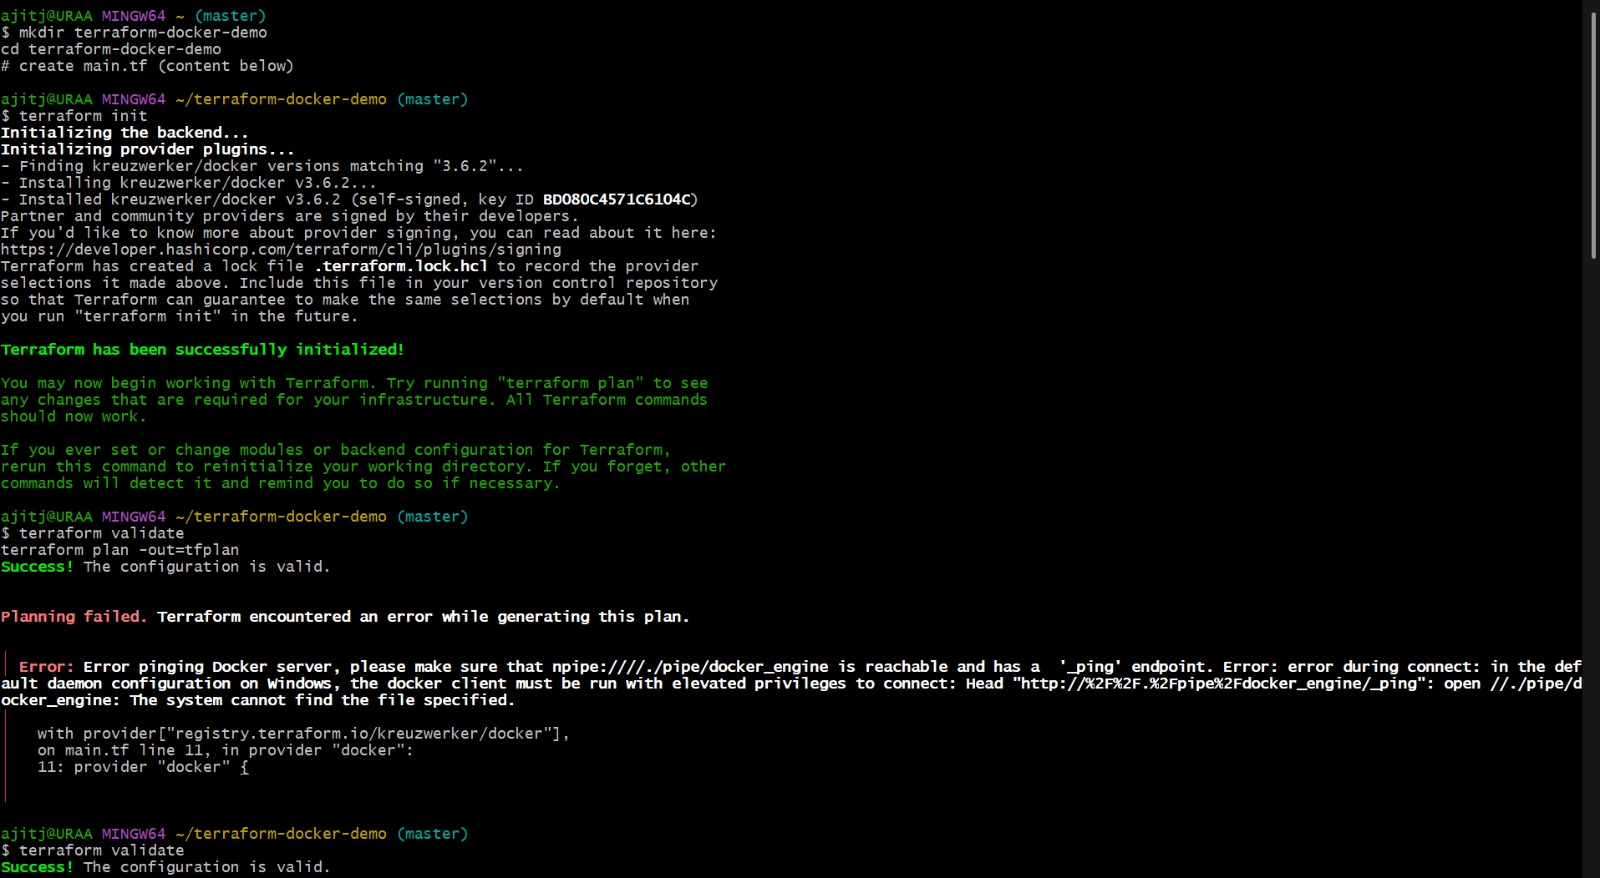 ajitj@URAA MINGW64 ~ (master)
$ mkdir terraform-docker-demo
cd terraform-docker-demo
# create main.tf (content below)
ajitj@URAA MINGW64 ~/terraform-docker-demo (master)
$ terraform init
Initializing the backend...
Initializing provider plugins...
- Finding kreuzwerker/docker versions matching "3.6.2"...
- Installing kreuzwerker/docker v3.6.2...
- Installed kreuzwerker/docker v3.6.2 (self-signed, key ID BD080C4571C6104C)
Partner and community providers are signed by their developers.
If you'd like to know more about provider signing, you can read about it here:
https://developer.hashicorp.com/terraform/cli/plugins/signing
Terraform has created a lock file .terraform.lock.hcl to record the provider
selections it made above. Include this file in your version control repository
so that Terraform can guarantee to make the same selections by default when
you run "terraform init" in the future.
Terraform has been successfully initialized!
You may now begin working with Terraform. Try running "terraform plan" to see
any changes that are required for your infrastructure. All Terraform commands
should now work.
If you ever set or change modules or backend configuration for Terraform,
rerun this command to reinitialize your working directory. If you forget, other
commands will detect it and remind you to do so if necessary.
ajitj@URAA MINGW64 ~/terraform-docker-demo (master)
$ terraform validate
terraform plan -out=tfplan
Success! The configuration is valid.
Planning failed. Terraform encountered an error while generating this plan.
Error: Error pinging Docker server, please make sure that npipe:////./pipe/docker_engine is reachable and has a  '_ping' endpoint. Error: error during connect: in the def
ault daemon configuration on Windows, the docker client must be run with elevated privileges to connect: Head "http://%2F%2F.%2Fpipe%2Fdocker_engine/_ping": open //./pipe/d
ocker_engine: The system cannot find the file specified.
with provider["registry.terraform.io/kreuzwerker/docker"],
on main.tf line 11, in provider "docker":
11: provider "docker" {
ajitj@URAA MINGW64 ~/terraform-docker-demo (master)
$ terraform validate
Success! The configuration is valid.